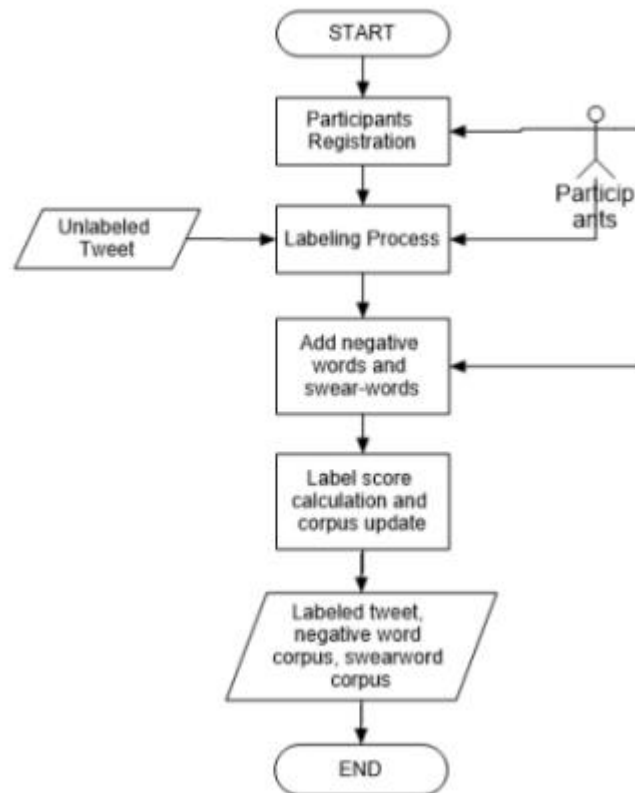 START
Participants
Registration
Particip
ants
Unlabeled
Tweet
Labeling Process
Add negative
words and
swear-words
Label score
calculation and
corpus update
Labeled tweet,
negative word
corpus, swearword
corpus
END